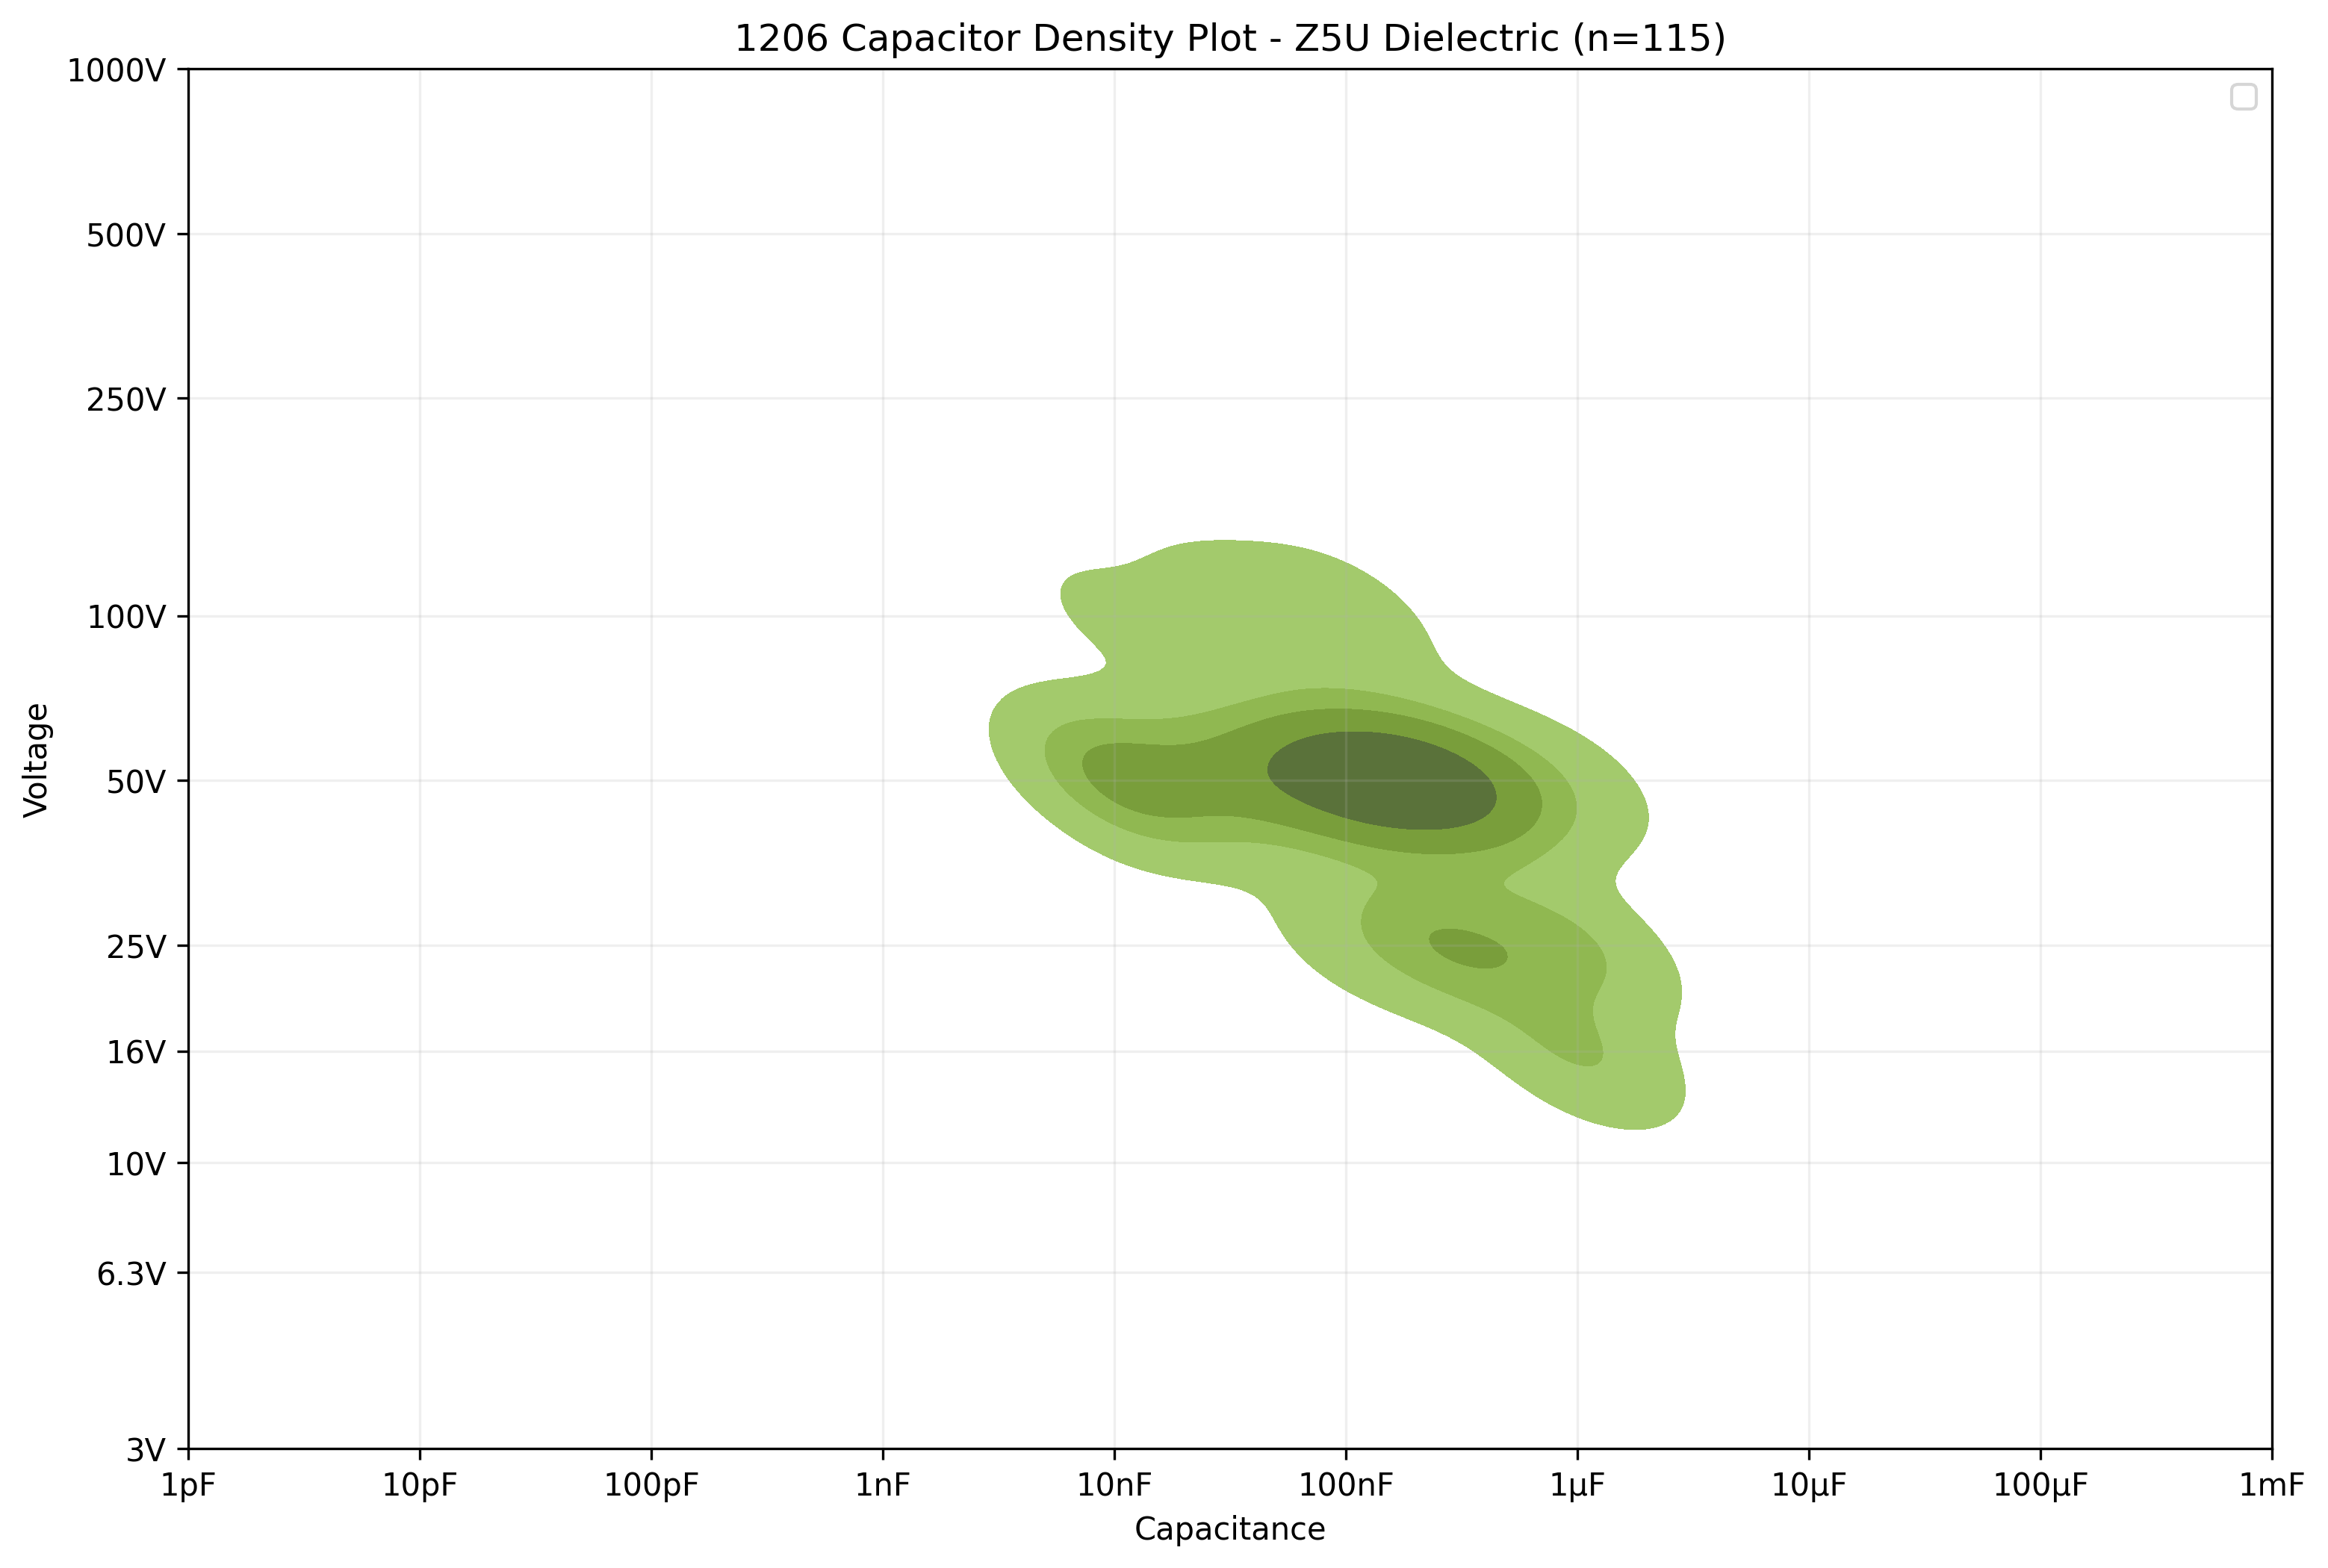 1206 Capacitor Density Plot - Z5U Dielectric (n=115)
1000V
500V
250V
100V
50V
25V
16V
10V
6.3V
3V
Voltage
1pF 10pF 100pF 1nF 10nF 100nF 1µF 10µF 100µF 1mF
Capacitance